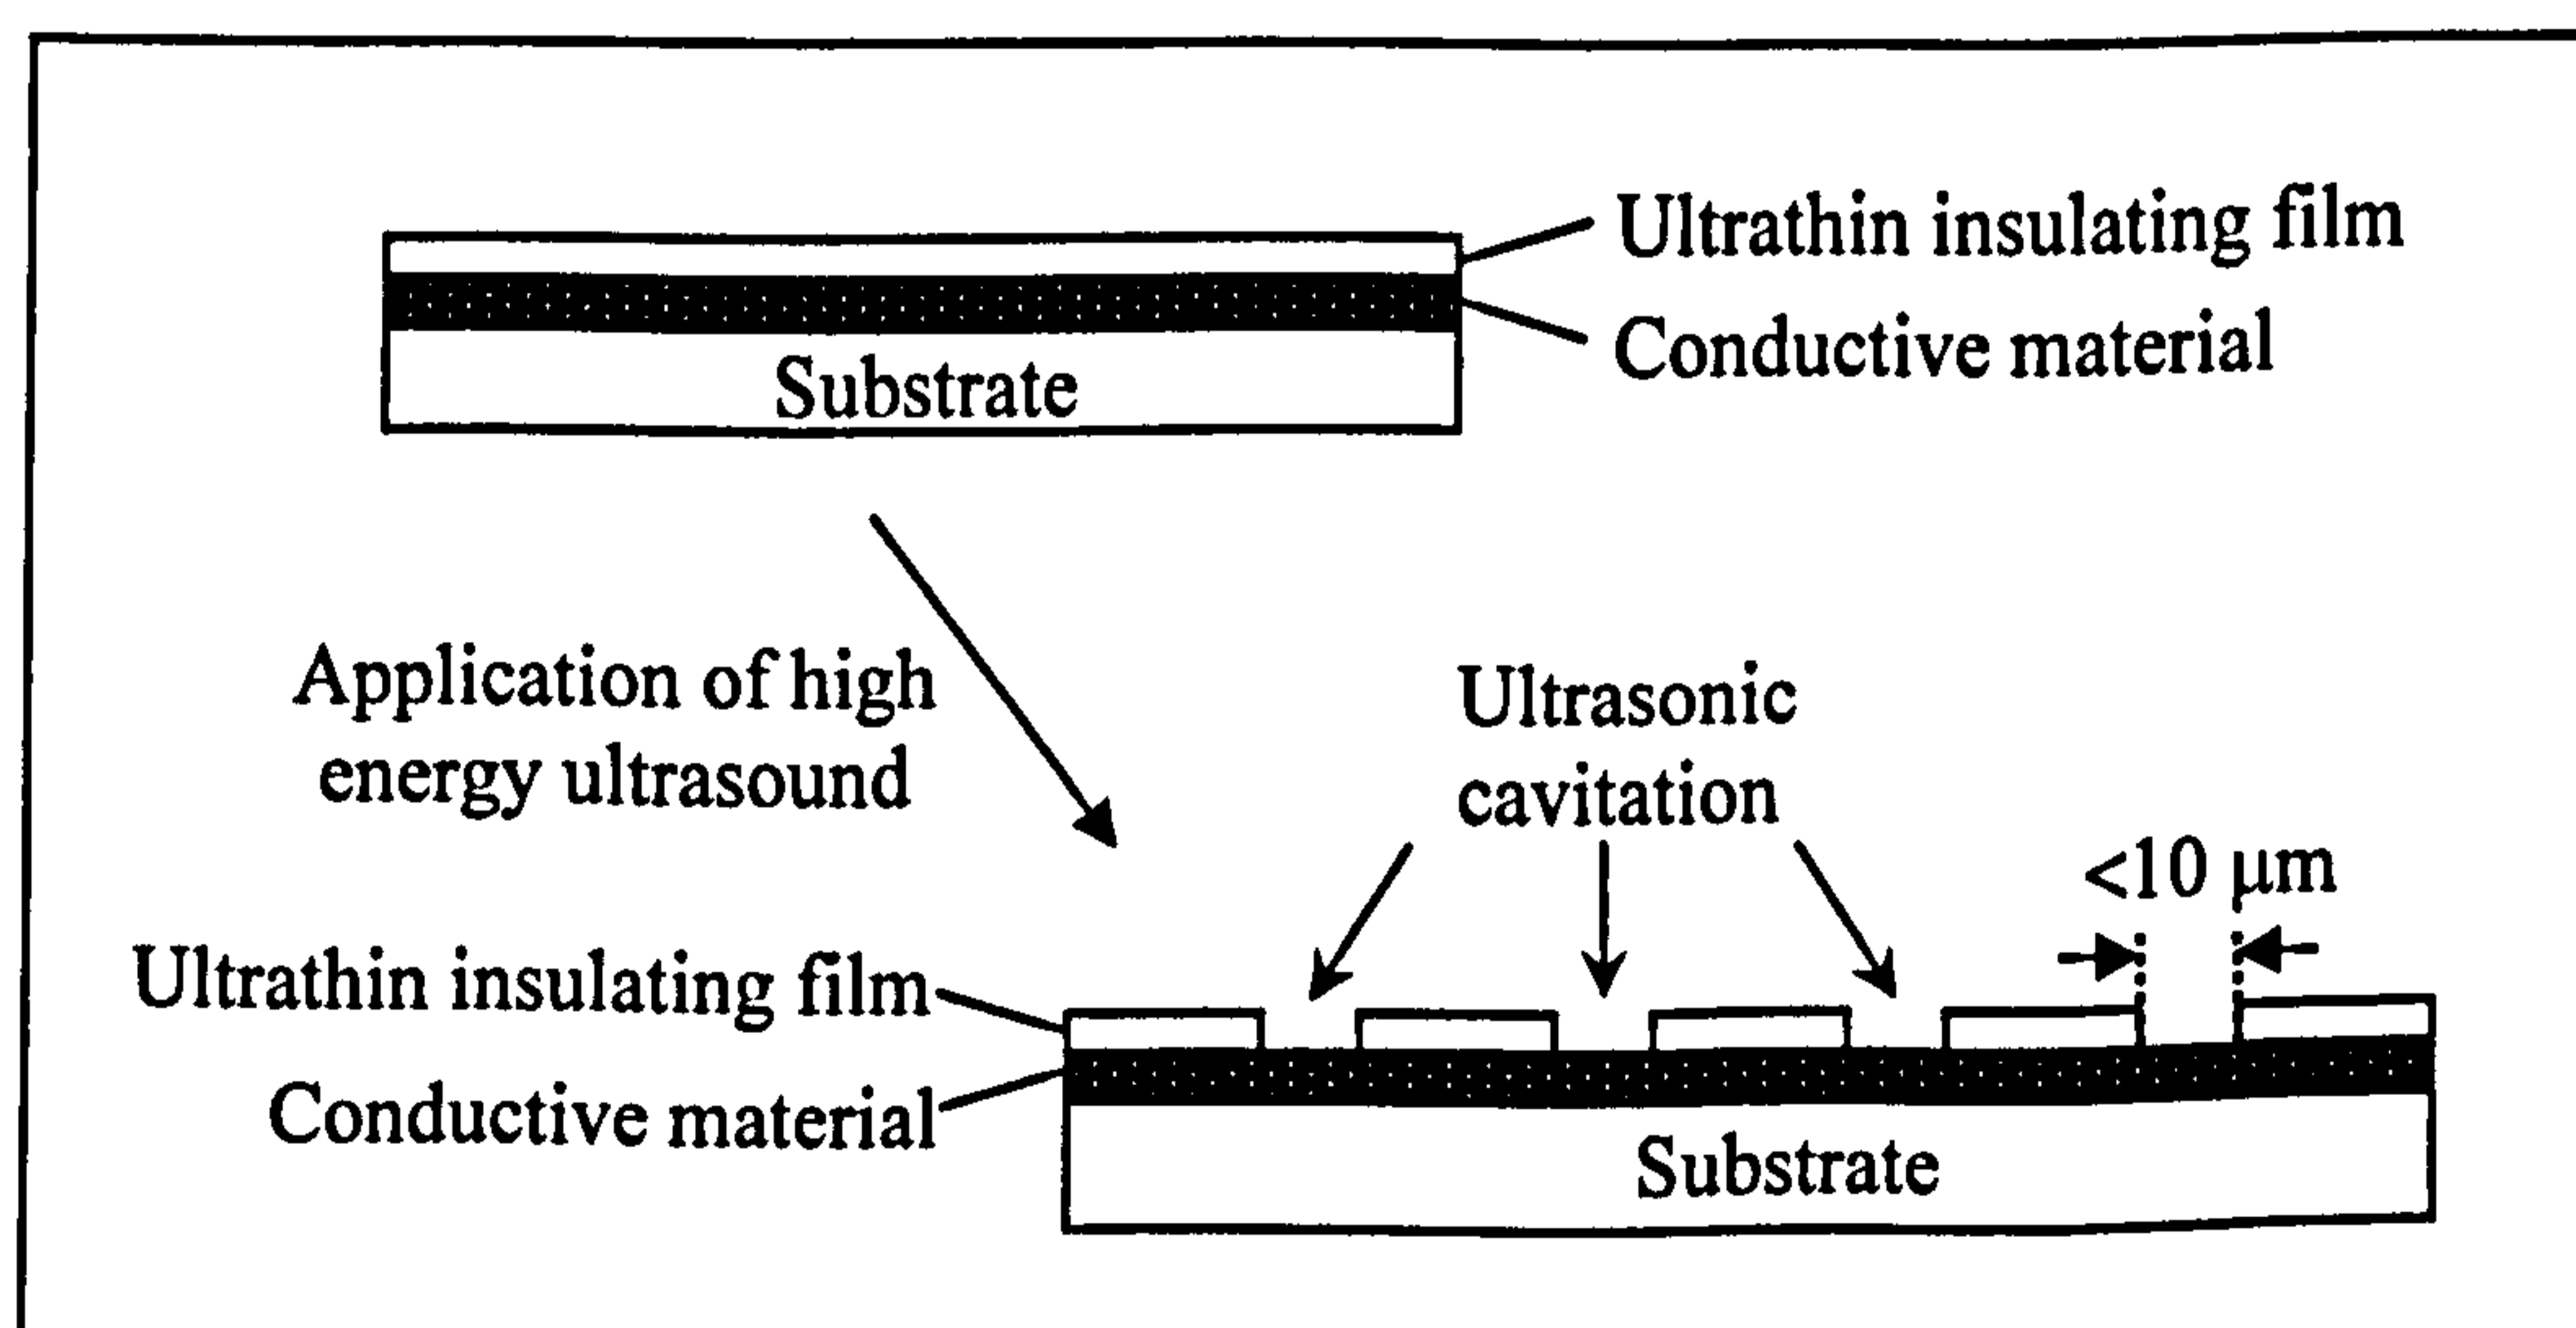 Ultrathin insulating film
Conductive material
Substrate
Application of high
energy ultrasound
Ultrasonic
cavitation
<10 μm
Ultrathin insulating film
Conductive material
Substrate